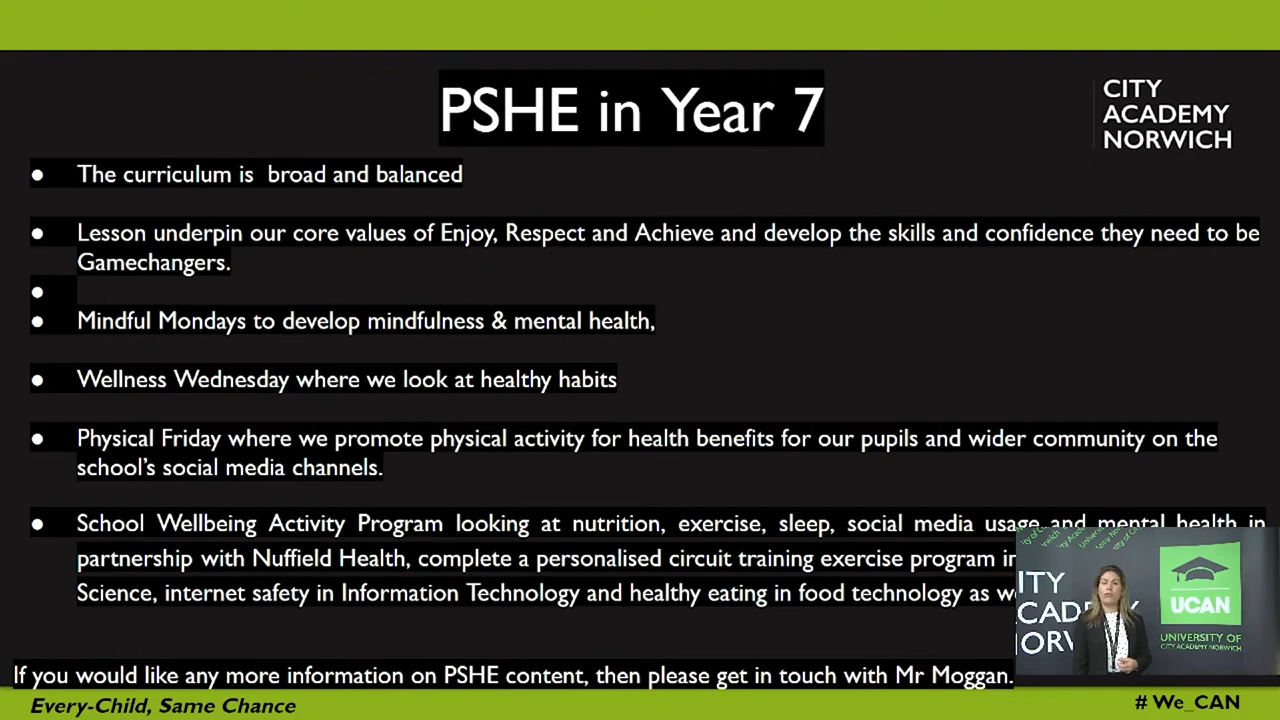 PSHE in Year 7
CITY
ACADEMY
NORWICH
● The curriculum is broad and balanced
● Lesson underpin our core values of Enjoy, Respect and Achieve and develop the skills and confidence they need to be
Gamechangers.
●
● Mindful Mondays to develop mindfulness & mental health,
● Wellness Wednesday where we look at healthy habits
● Physical Friday where we promote physical activity for health benefits for our pupils and wider community on the
school's social media channels.
● School Wellbeing Activity Program looking at nutrition, exercise, sleep, social media usage and mental health in
partnership with Nuffield Health, complete a personalised circuit training exercise program
Science, internet safety in Information Technology and healthy eating in food technology as
ITY
CADEM
NORW
UCAN
UNIVERSITY OF
CITY ACADEMY NORWICH
If you would like any more information on PSHE content, then please get in touch with Mr Moggan.
Every-Child, Same Chance
# We_CAN